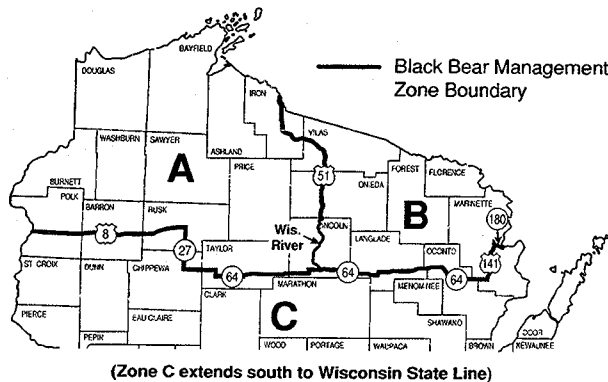 Black Bear Management
Zone Boundary
BAYFIELD
DOUGLAS
IRON
VILAS
WASHBURN
SAWYER
ASHLAND
FOREST
FLORENCE
A
PRICE
51
ONEIDA
BURNETT
POLK
MARINETTE
BARRON
RUSK
B
180
Wis.
River
LINCOLN
8
LANGLADE
27
TAYLOR
OCONTO
ST CROIX
DUNN
CHIPPEWA
64
64
64
141
MARATHON
MENOMINEE
CLARK
PIERCE
EAU CLAIRE
C
SHAWANO
DOOR
PEPIN
WOOD
PORTAGE
WAUPACA
BROWN
KEWAUNEE
(Zone C extends south to Wisconsin State Line)